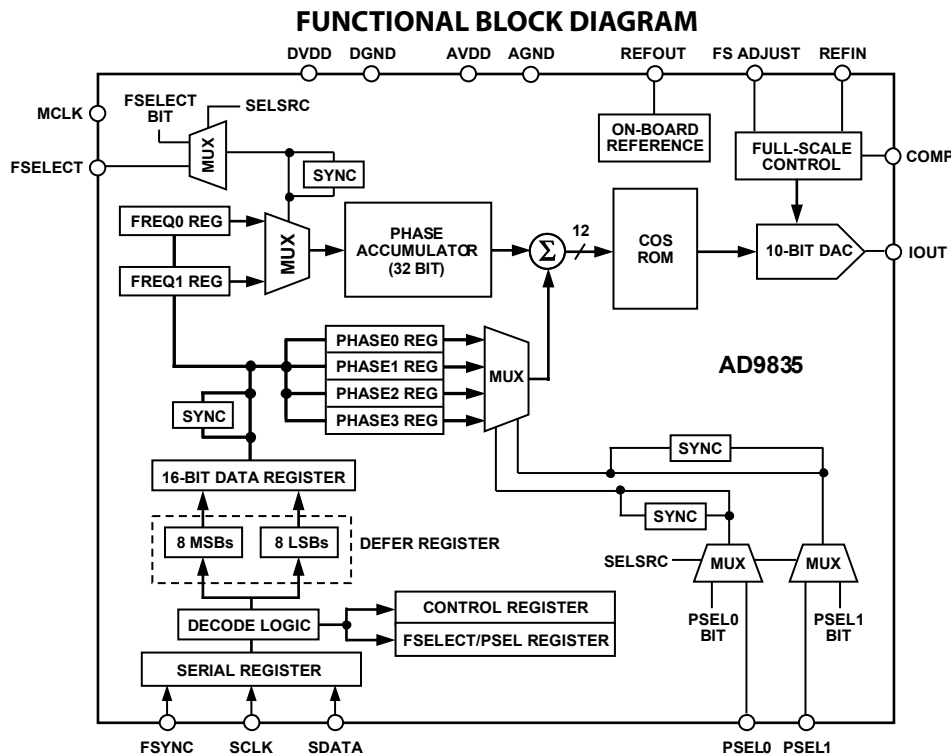 FUNCTIONAL BLOCK DIAGRAM
DVDD
DGND
AVDD
AGND
REFOUT
FS ADJUST
REFIN
MCLK
FSELECT
BIT
SELSRC
FSELECT
MUX
SYNC
ON-BOARD
REFERENCE
FULL-SCALE
CONTROL
COMP
FREQ0 REG
FREQ1 REG
MUX
PHASE
ACCUMULATOR
(32 BIT)
Σ
12
COS
ROM
10-BIT DAC
IOUT
PHASE0 REG
PHASE1 REG
PHASE2 REG
PHASE3 REG
MUX
AD9835
SYNC
SYNC
SYNC
16-BIT DATA REGISTER
8 MSBs
8 LSBs
DEFER REGISTER
SELSRC
MUX
MUX
PSEL0
BIT
PSEL1
BIT
DECODE LOGIC
CONTROL REGISTER
FSELECT/PSEL REGISTER
SERIAL REGISTER
FSYNC
SCLK
SDATA
PSEL0
PSEL1